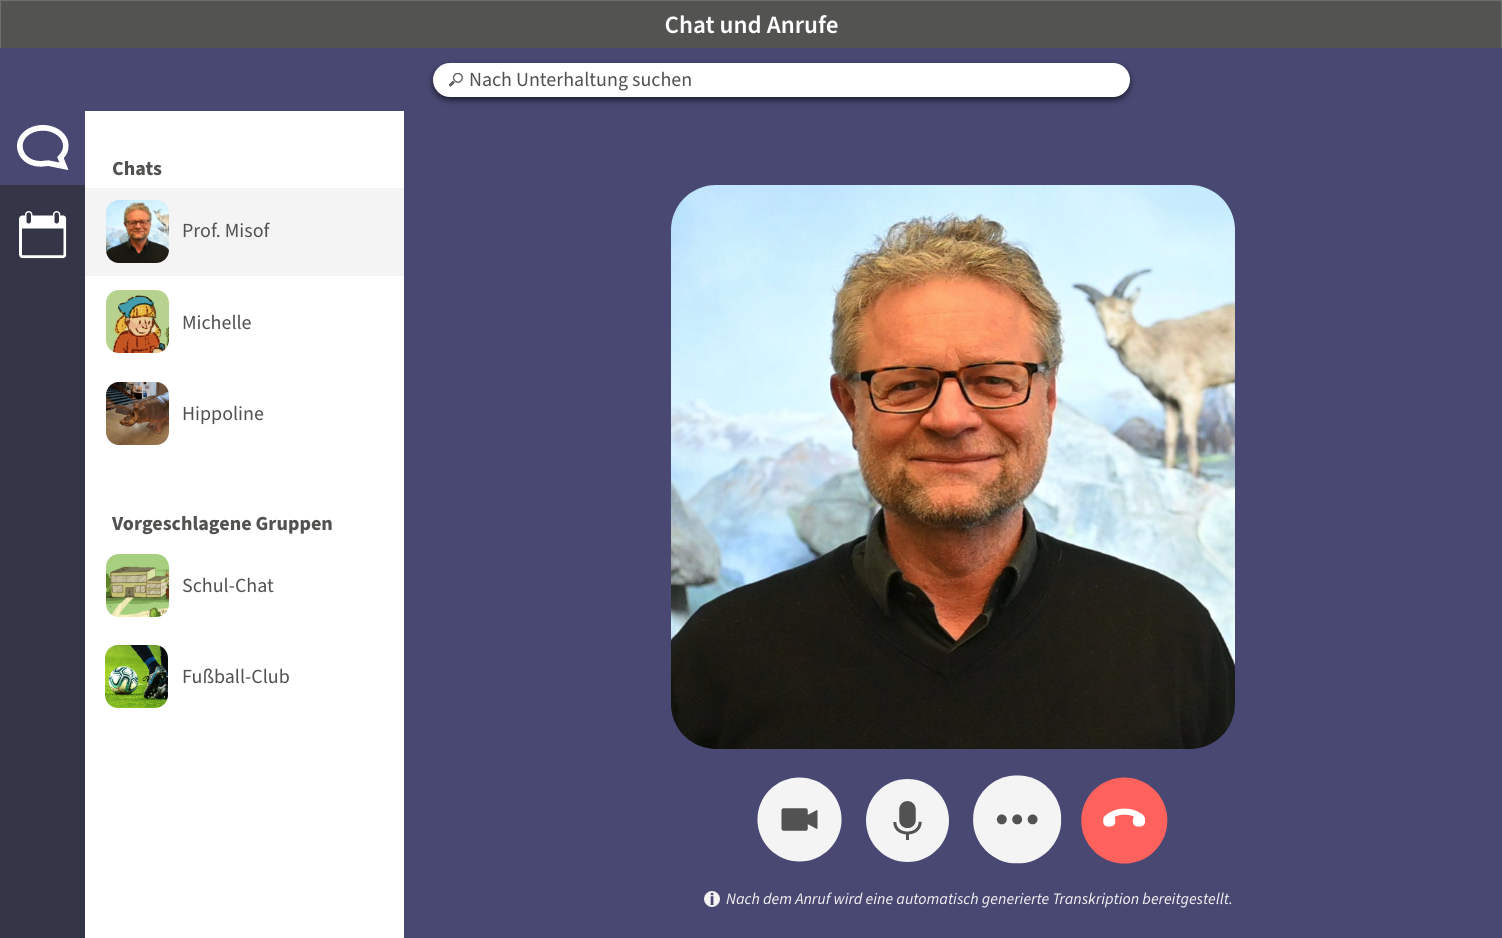 Chat und Anrufe
Nach Unterhaltung suchen
Chats
Prof. Misof
Michelle
Hippoline
Vorgeschlagene Gruppen
Schul-Chat
Fußball-Club
Nach dem Anruf wird eine automatisch generierte Transkription bereitgestellt.